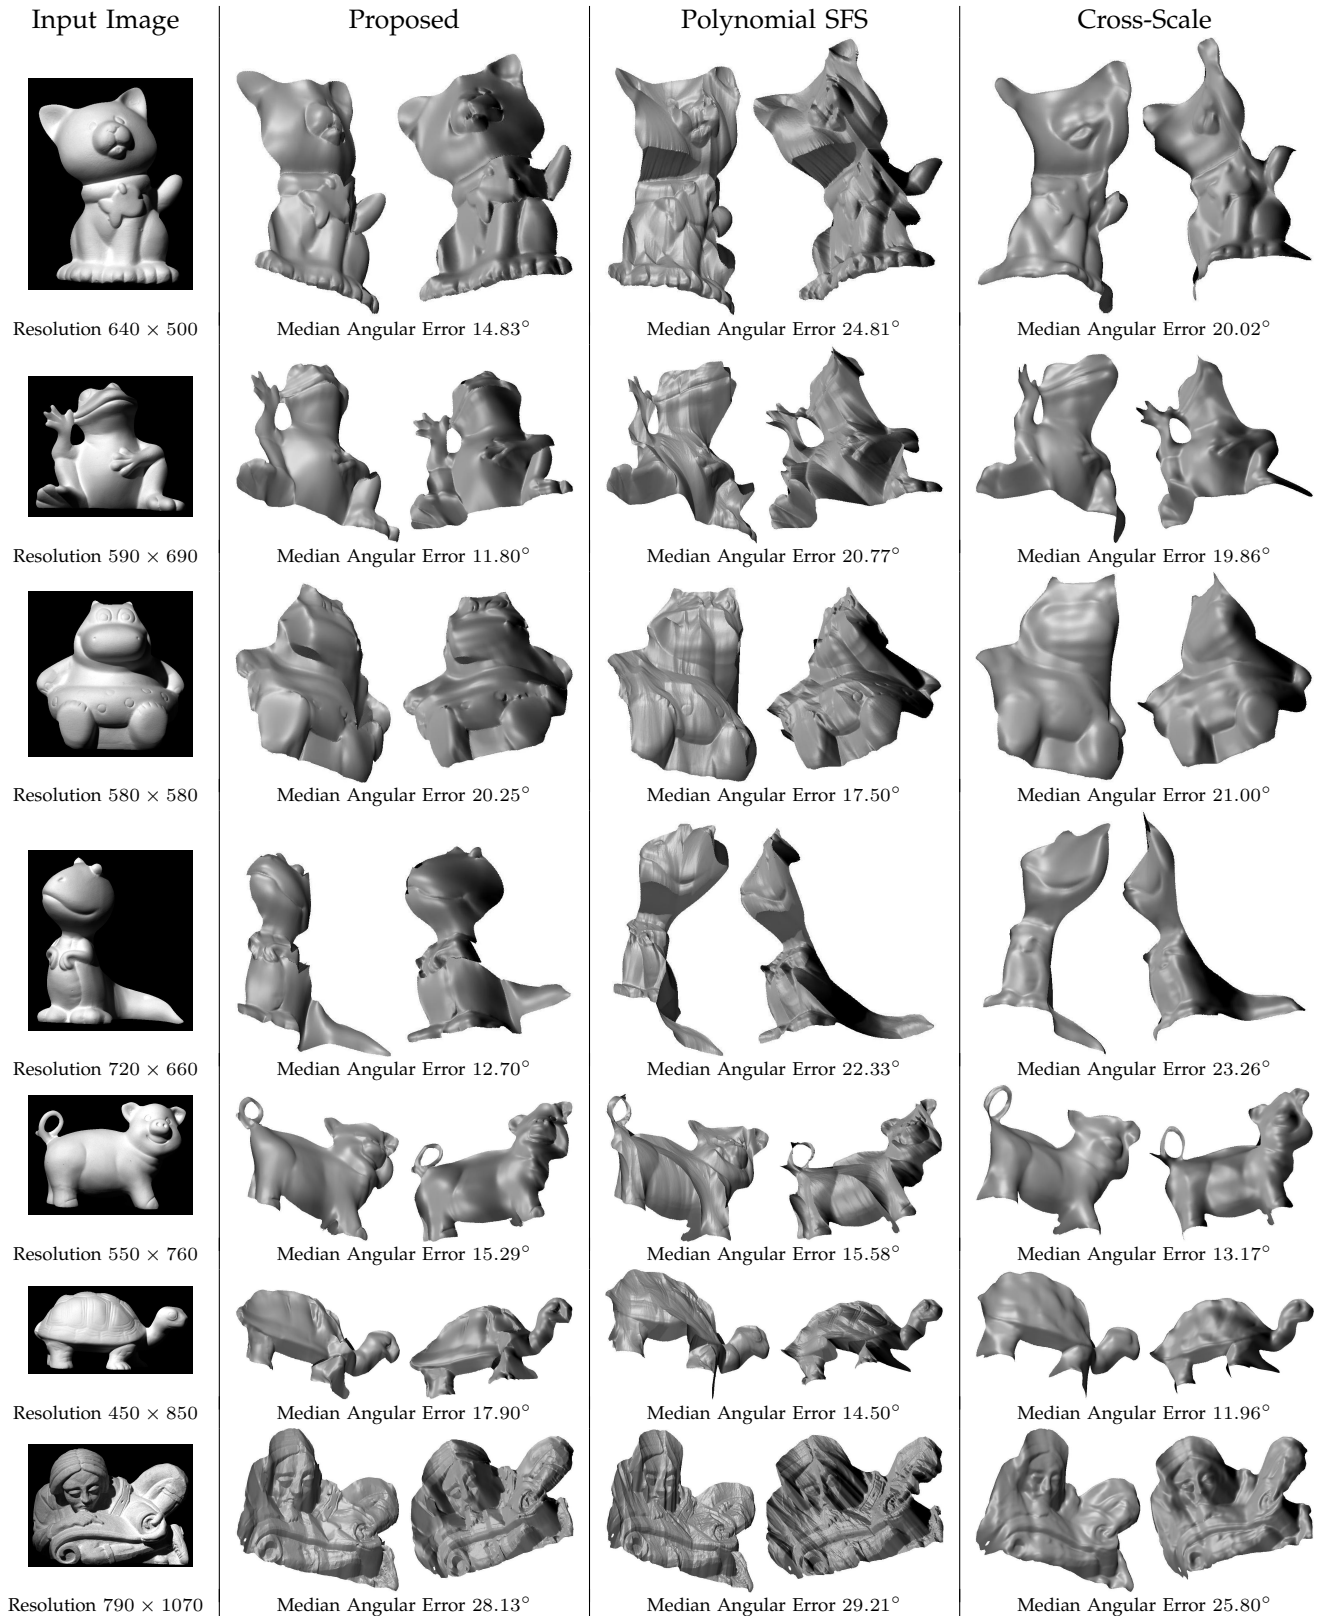 Input Image Proposed Polynomial SFS Cross-Scale
Resolution 640 × 500 Median Angular Error 14.83° Median Angular Error 24.81° Median Angular Error 20.02°
Resolution 590 × 690 Median Angular Error 11.80° Median Angular Error 20.77° Median Angular Error 19.86°
Resolution 580 × 580 Median Angular Error 20.25° Median Angular Error 17.50° Median Angular Error 21.00°
Resolution 720 × 660 Median Angular Error 12.70° Median Angular Error 22.33° Median Angular Error 23.26°
Resolution 550 × 760 Median Angular Error 15.29° Median Angular Error 15.58° Median Angular Error 13.17°
Resolution 450 × 850 Median Angular Error 17.90° Median Angular Error 14.50° Median Angular Error 11.96°
Resolution 790 × 1070 Median Angular Error 28.13° Median Angular Error 29.21° Median Angular Error 25.80°